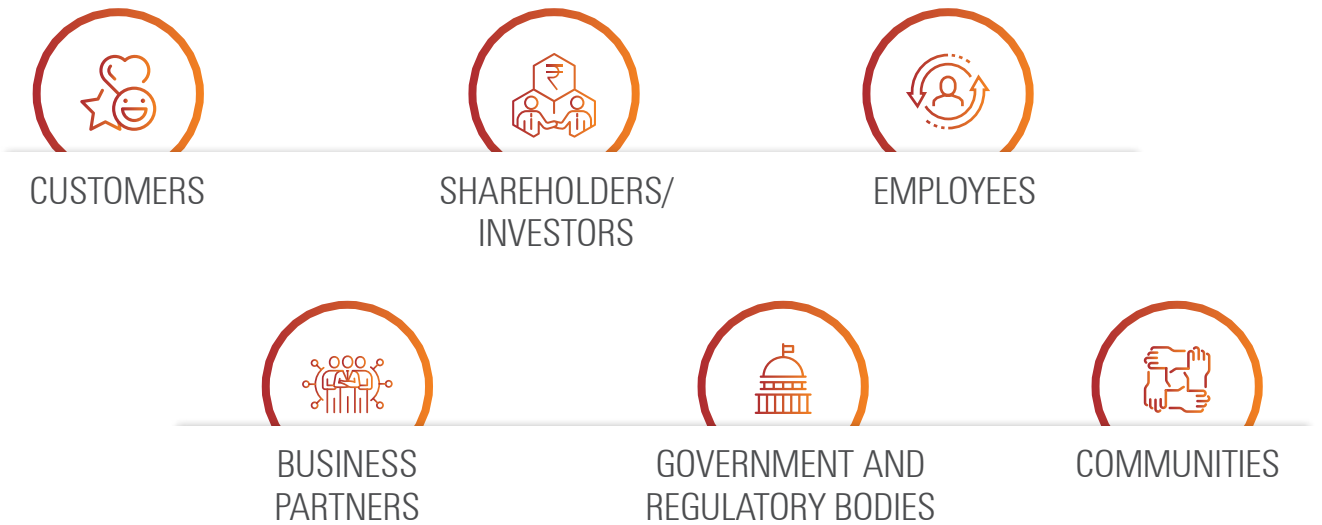 ₹
CUSTOMERS
SHAREHOLDERS/
INVESTORS
EMPLOYEES
BUSINESS
PARTNERS
GOVERNMENT AND
REGULATORY BODIES
COMMUNITIES